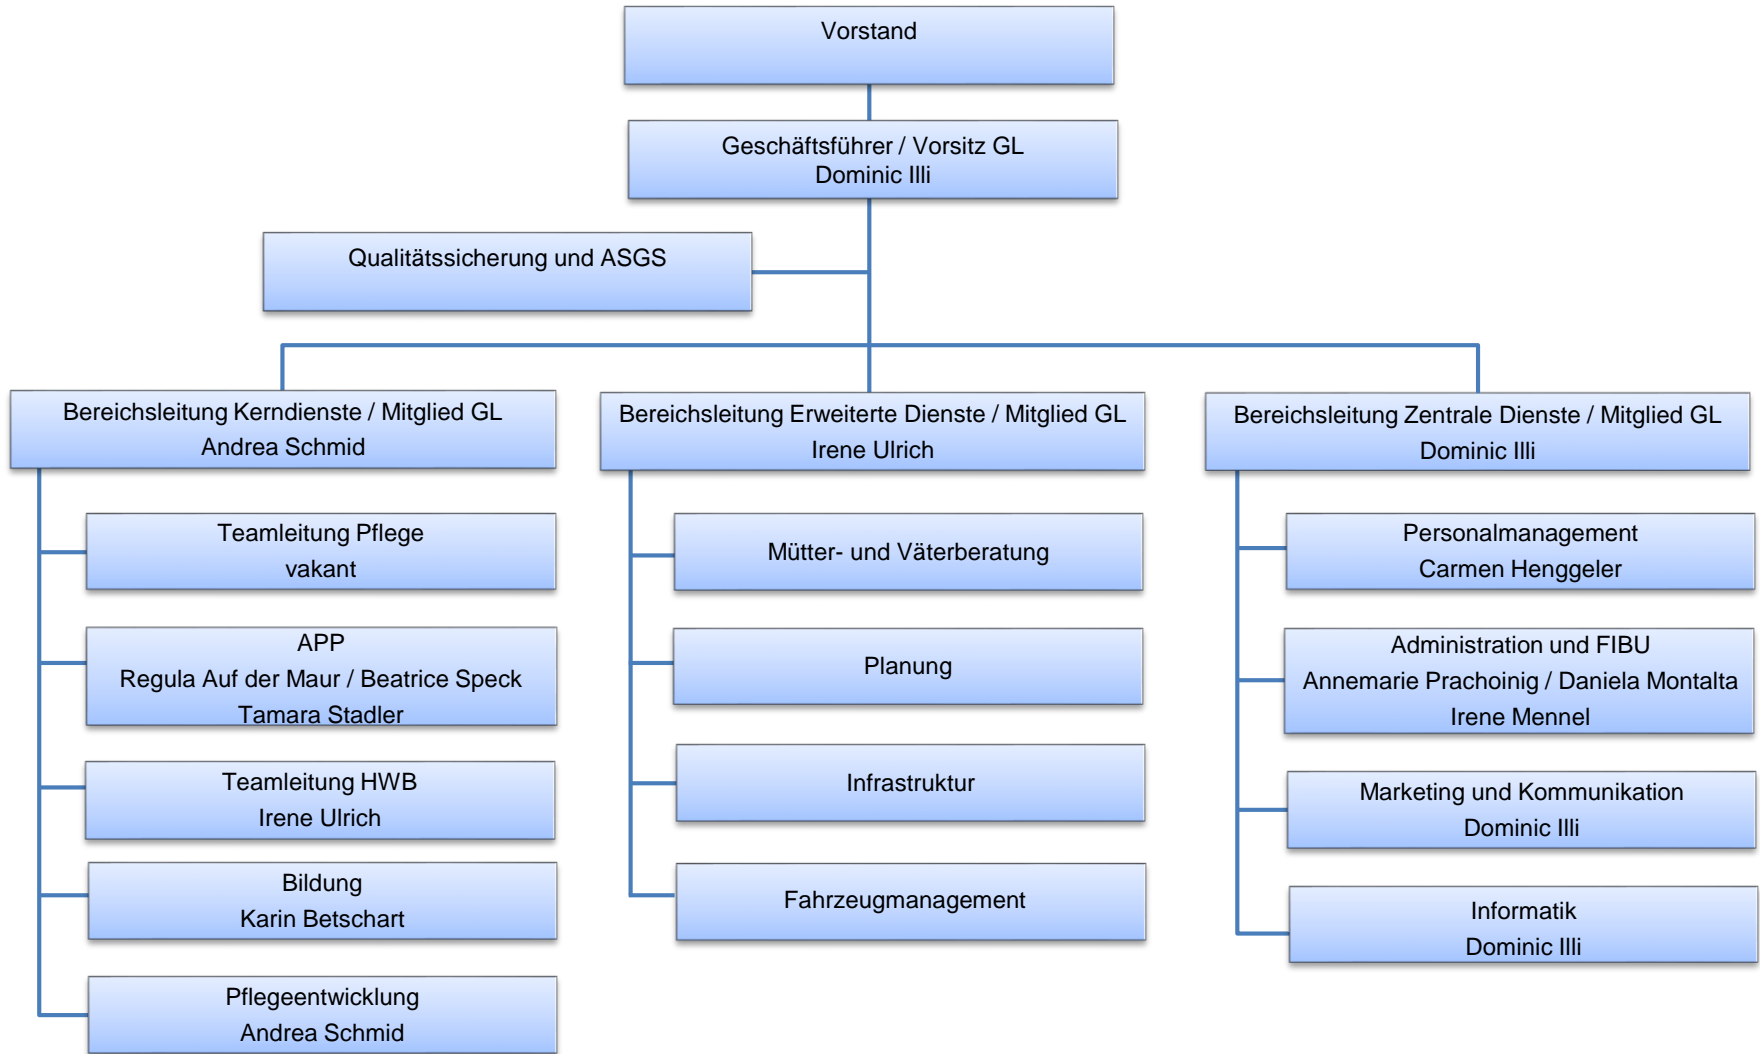 Vorstand
Geschäftsführer / Vorsitz GL
Dominic Illi
Qualitätssicherung und ASGS
Bereichsleitung Kerndienste / Mitglied GL
Andrea Schmid
Teamleitung Pflege
vakant
APP
Regula Auf der Maur / Beatrice Speck
Tamara Stadler
Teamleitung HWB
Irene Ulrich
Bildung
Karin Betschart
Pflegeentwicklung
Andrea Schmid
Bereichsleitung Erweiterte Dienste / Mitglied GL
Irene Ulrich
Mütter- und Väterberatung
Planung
Infrastruktur
Fahrzeugmanagement
Bereichsleitung Zentrale Dienste / Mitglied GL
Dominic Illi
Personalmanagement
Carmen Henggeler
Administration und FIBU
Annemarie Prachoinig / Daniela Montalta
Irene Mennel
Marketing und Kommunikation
Dominic Illi
Informatik
Dominic Illi